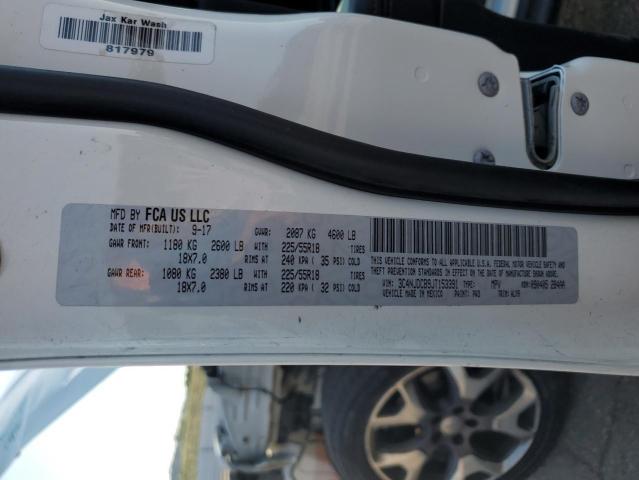 Jax Kar Wash
817979
MFD BY FCA US LLC
DATE OF MFR(BUILT): 9-17 GVWR: 2087 KG 4600 LB
GAWR FRONT: 1180 KG 2600 LB WITH 225/55R18 TIRES
18X7.0 RIMS AT 240 KPA ( 35 PSI) COLD
GAWR REAR: 1080 KG 2380 LB WITH 225/55R18 TIRES
18X7.0 RIMS AT 220 KPA ( 32 PSI) COLD
THIS VEHICLE CONFORMS TO ALL APPLICABLE U.S.A. FEDERAL MOTOR VEHICLE SAFETY AND
THEFT PREVENTION STANDARDS IN EFFECT ON THE DATE OF MANUFACTURE SHOWN ABOVE.
VIN: 3C4NJDCB9JT153391 TYPE: MPV
VEHICLE MADE IN MEXICO PAINT: TRIM: